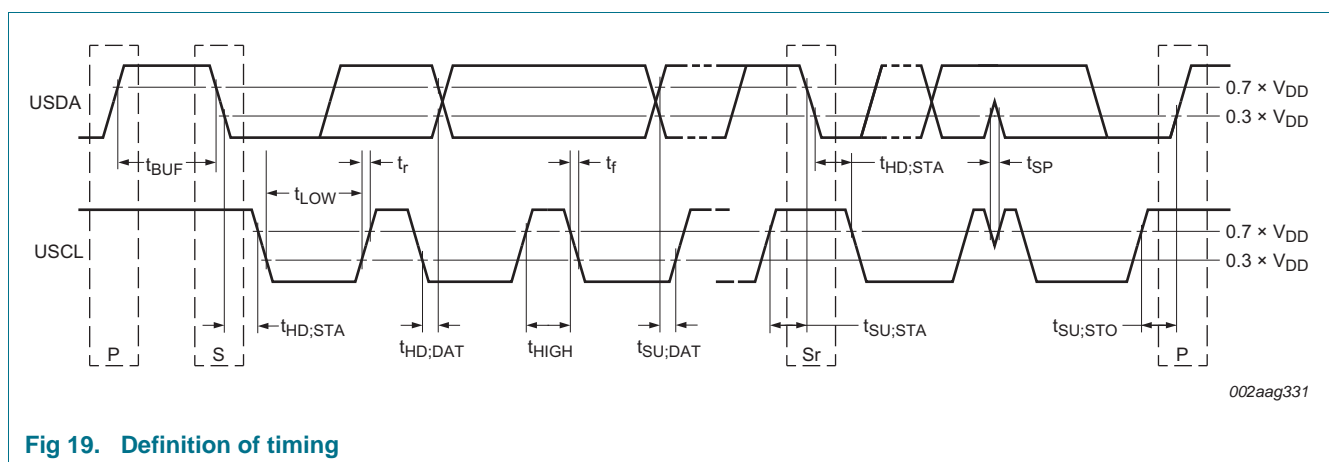 USDA
0.7 × VDD
0.3 × VDD
tBUF
tr
tf
tHD;STA
tSP
tLOW
USCL
0.7 × VDD
0.3 × VDD
tHD;STA
tHD;DAT
tHIGH
tSU;DAT
tSU;STA
tSU;STO
P
S
Sr
P
002aag331
Fig 19. Definition of timing